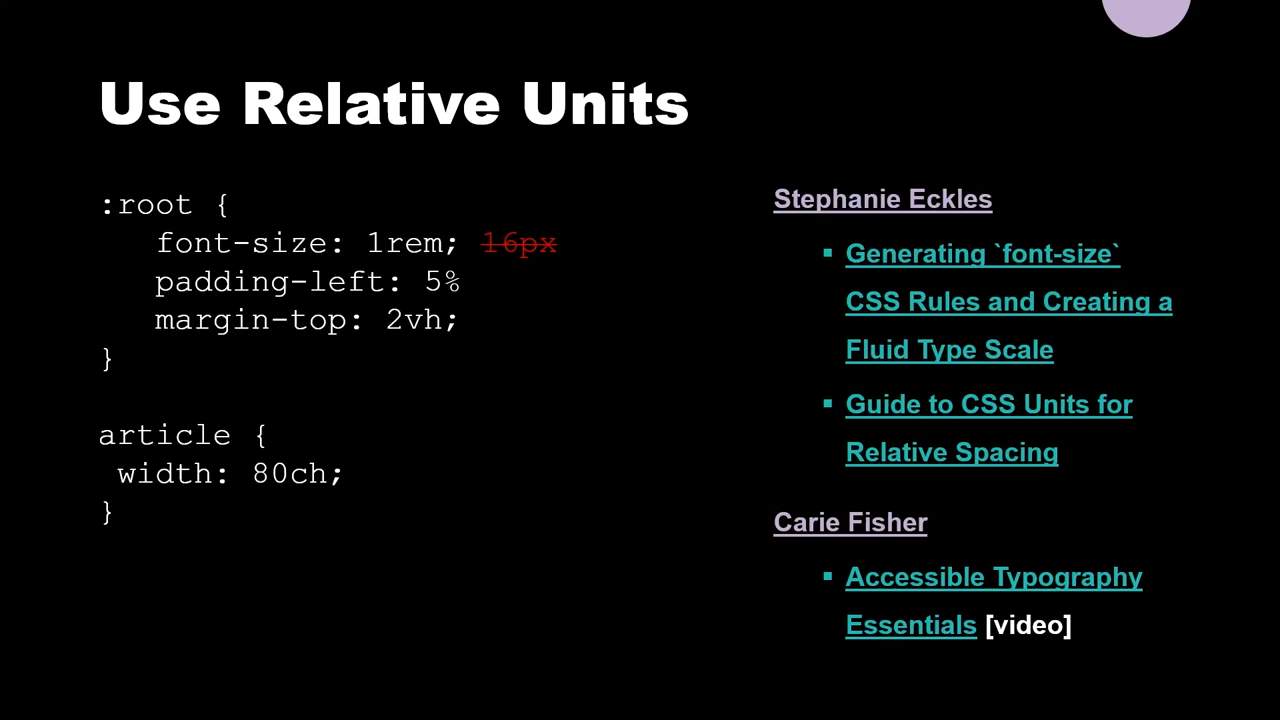 Use Relative Units
:root {
   font-size: 1rem; 16px
   padding-left: 5%
   margin-top: 2vh;
}
article {
 width: 80ch;
}
Stephanie Eckles
▪ Generating `font-size`
CSS Rules and Creating a
Fluid Type Scale
▪ Guide to CSS Units for
Relative Spacing
Carie Fisher
▪ Accessible Typography
Essentials [video]